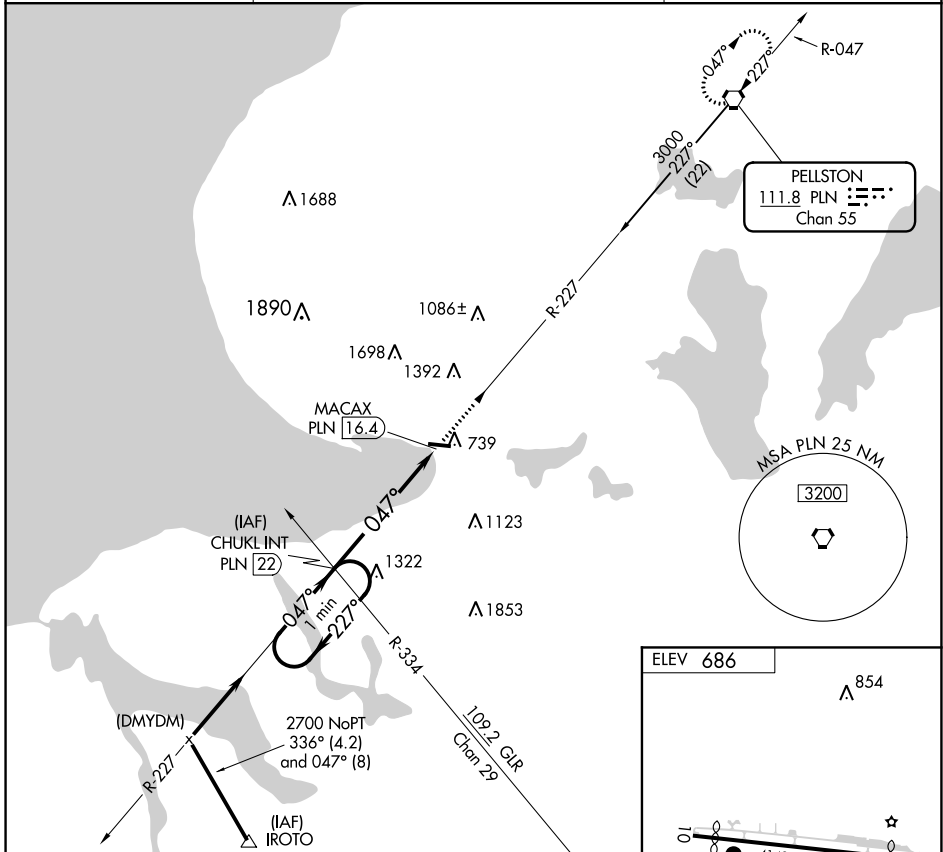 047°
227°
R-047
3000
227°
(22)
PELLSTON
111.8 PLN
Chan 55
1688
R-227
1890
1086±
1698
1392
MACAX
PLN 16.4
739
MSA PLN 25 NM
3200
047°
(IAF)
CHUKL INT
PLN 22
1123
1322
047°
1 min
227°
1853
R-334
ELEV 686
854
(DMYDM)
2700 NoPT
336° (4.2)
and 047° (8)
109.2 GLR
Chan 29
R-227
(IAF)
IROTO
10